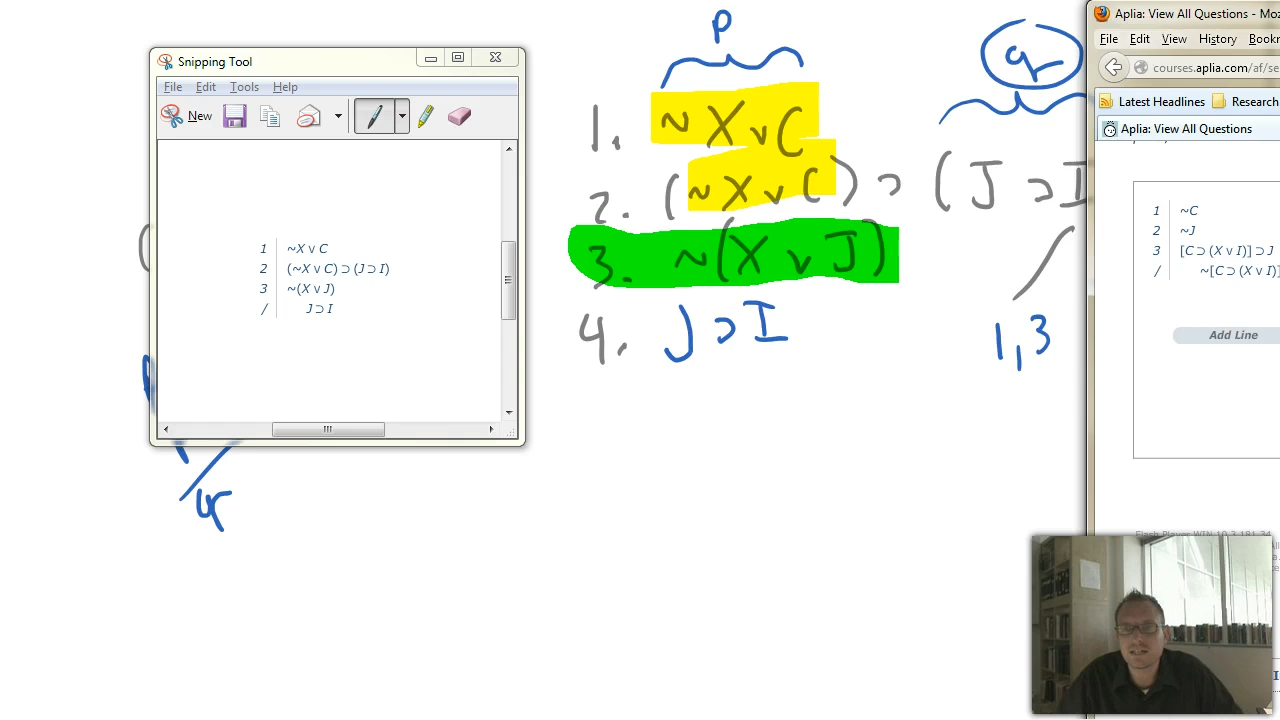 Snipping Tool
File Edit Tools Help
New
1 ~X v C
2 (~X v C) ⊃ (J ⊃ I)
3 ~(X v J)
/ J ⊃ I
p
q
1. ~X v C
2. (~X v C) ⊃ (J ⊃ I
3. ~(X v J)
4. J ⊃ I
1,3
Aplia: View All Questions - Moz
File Edit View History Bookm
courses.aplia.com/af/se
Latest Headlines Research
Aplia: View All Questions
1 ~C
2 ~J
3 [C ⊃ (X v I)] ⊃ J
/ ~[C ⊃ (X v I)]
Add Line